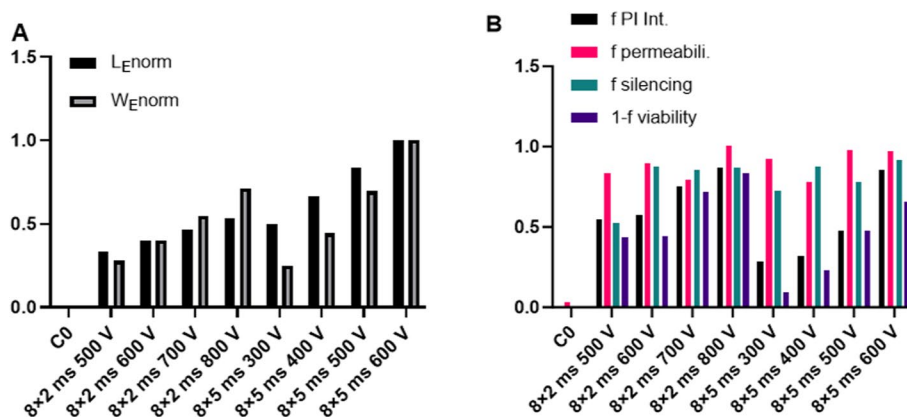 A
LEnorm
WEnorm
1.5
1.0
0.5
0.0
C0
8×2 ms 500 V
8×2 ms 600 V
8×2 ms 700 V
8×2 ms 800 V
8×5 ms 300 V
8×5 ms 400 V
8×5 ms 500 V
8×5 ms 600 V
B
f PI Int.
f permeabili.
f silencing
1-f viability
1.5
1.0
0.5
0.0
C0
8×2 ms 500 V
8×2 ms 600 V
8×2 ms 700 V
8×2 ms 800 V
8×5 ms 300 V
8×5 ms 400 V
8×5 ms 500 V
8×5 ms 600 V